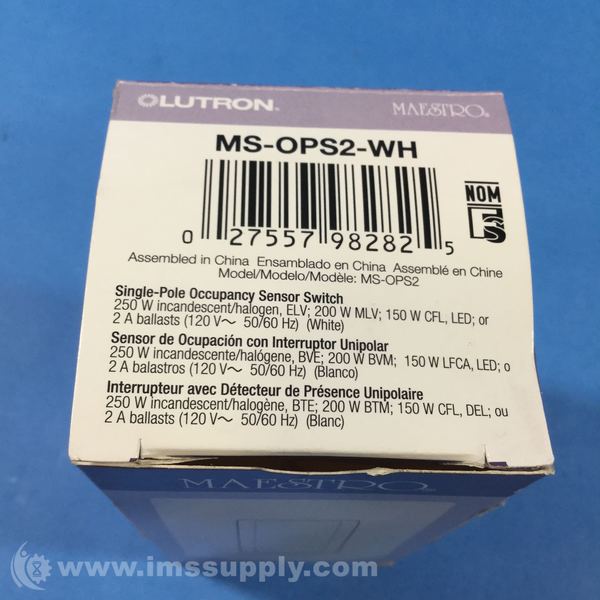 LUTRON.
MAESTRO®
MS-OPS2-WH
NOM
0 27557 98282 5
Assembled in China Ensamblado en China Assemblé en Chine
Model/Modelo/Modèle: MS-OPS2
Single-Pole Occupancy Sensor Switch
250 W incandescent/halogen, ELV; 200 W MLV; 150 W CFL, LED; or
2 A ballasts (120 V~ 50/60 Hz) (White)
Sensor de Ocupación con Interruptor Unipolar
250 W incandescente/halógene, BVE; 200 W BVM; 150 W LFCA, LED; o
2 A balastros (120 V~ 50/60 Hz) (Blanco)
Interrupteur avec Détecteur de Présence Unipolaire
250 W incandescent/halogène, BTE; 200 W BTM; 150 W CFL, DEL; ou
2 A ballasts (120 V~ 50/60 Hz) (Blanc)
MAESTRO®
www.imssupply.com